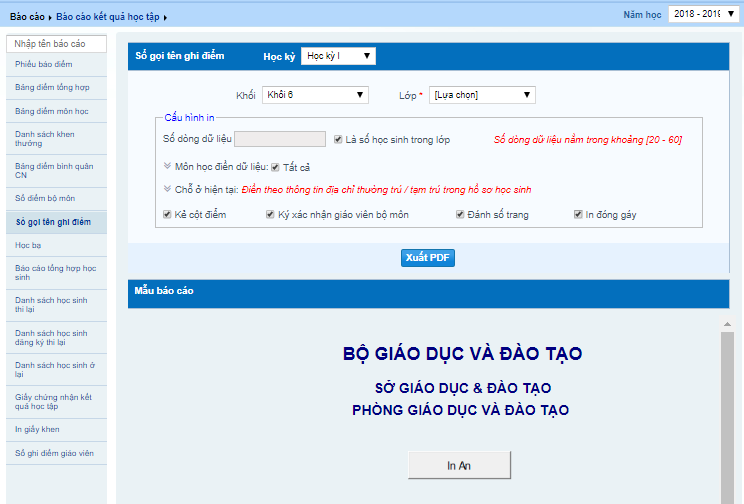 Báo cáo Báo cáo kết quả học tập
Năm học 2018 - 2019
Nhập tên báo cáo
Phiếu báo điểm
Bảng điểm tổng hợp
Bảng điểm môn học
Danh sách khen
thưởng
Bảng điểm bình quân
CN
Sổ điểm bộ môn
Sổ gọi tên ghi điểm
Học bạ
Báo cáo tổng hợp học
sinh
Danh sách học sinh
thi lại
Danh sách học sinh
đăng ký thi lại
Danh sách học sinh ở
lại
Giấy chứng nhận kết
quả học tập
In giấy khen
Sổ ghi điểm giáo viên
Sổ gọi tên ghi điểm Học kỳ Học kỳ I
Khối Khối 6 Lớp * [Lựa chọn]
Cấu hình in
Số dòng dữ liệu Là số học sinh trong lớp Số dòng dữ liệu nằm trong khoảng [20 - 60]
Môn học điền dữ liệu: Tất cả
Chỗ ở hiện tại: Điền theo thông tin địa chỉ thường trú / tạm trú trong hồ sơ học sinh
Kẻ cột điểm Ký xác nhận giáo viên bộ môn Đánh số trang In đóng gáy
Xuất PDF
Mẫu báo cáo
BỘ GIÁO DỤC VÀ ĐÀO TẠO
SỞ GIÁO DỤC & ĐÀO TẠO
PHÒNG GIÁO DỤC VÀ ĐÀO TẠO
In An